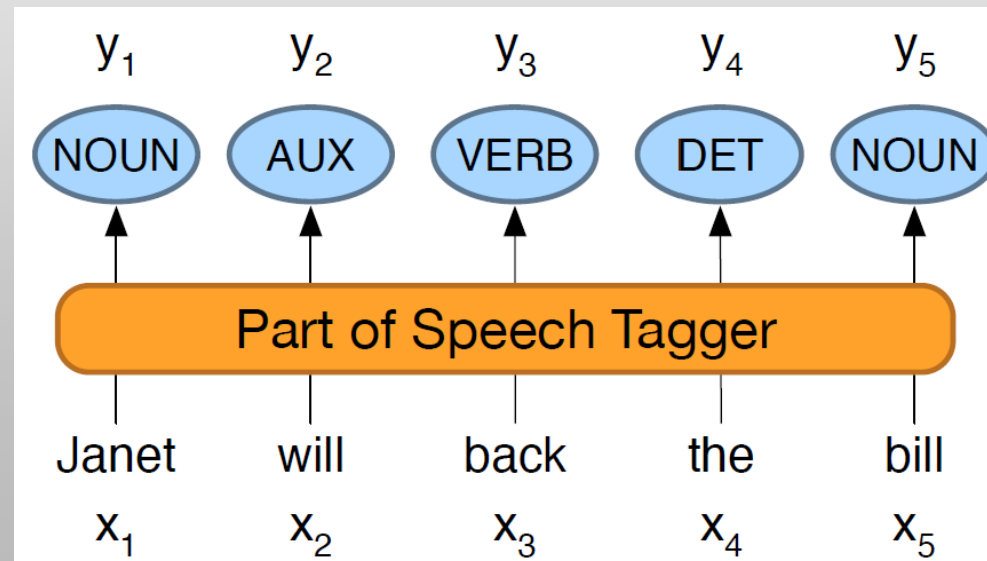 y₁ y₂ y₃ y₄ y₅
NOUN AUX VERB DET NOUN
Part of Speech Tagger
Janet will back the bill
x₁ x₂ x₃ x₄ x₅